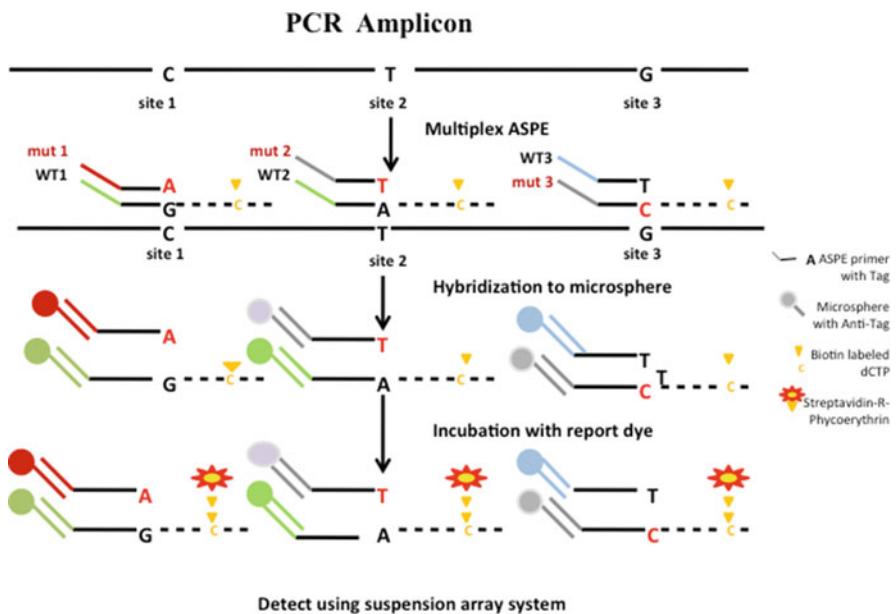 PCR Amplicon
C T G
site 1 site 2 site 3
Multiplex ASPE
mut 1 mut 2 WT3
WT1 A WT2 T mut 3 T
G C A C C C
C T G
site 1 site 2 site 3
A ASPE primer
with Tag
Hybridization to microsphere
Microsphere
with Anti-Tag
A T T
T
G C A C C C
Biotin labeled
C dCTP
Streptavidin-R-
Phycoerythrin
Incubation with report dye
A T T
G C A C C C
Detect using suspension array system